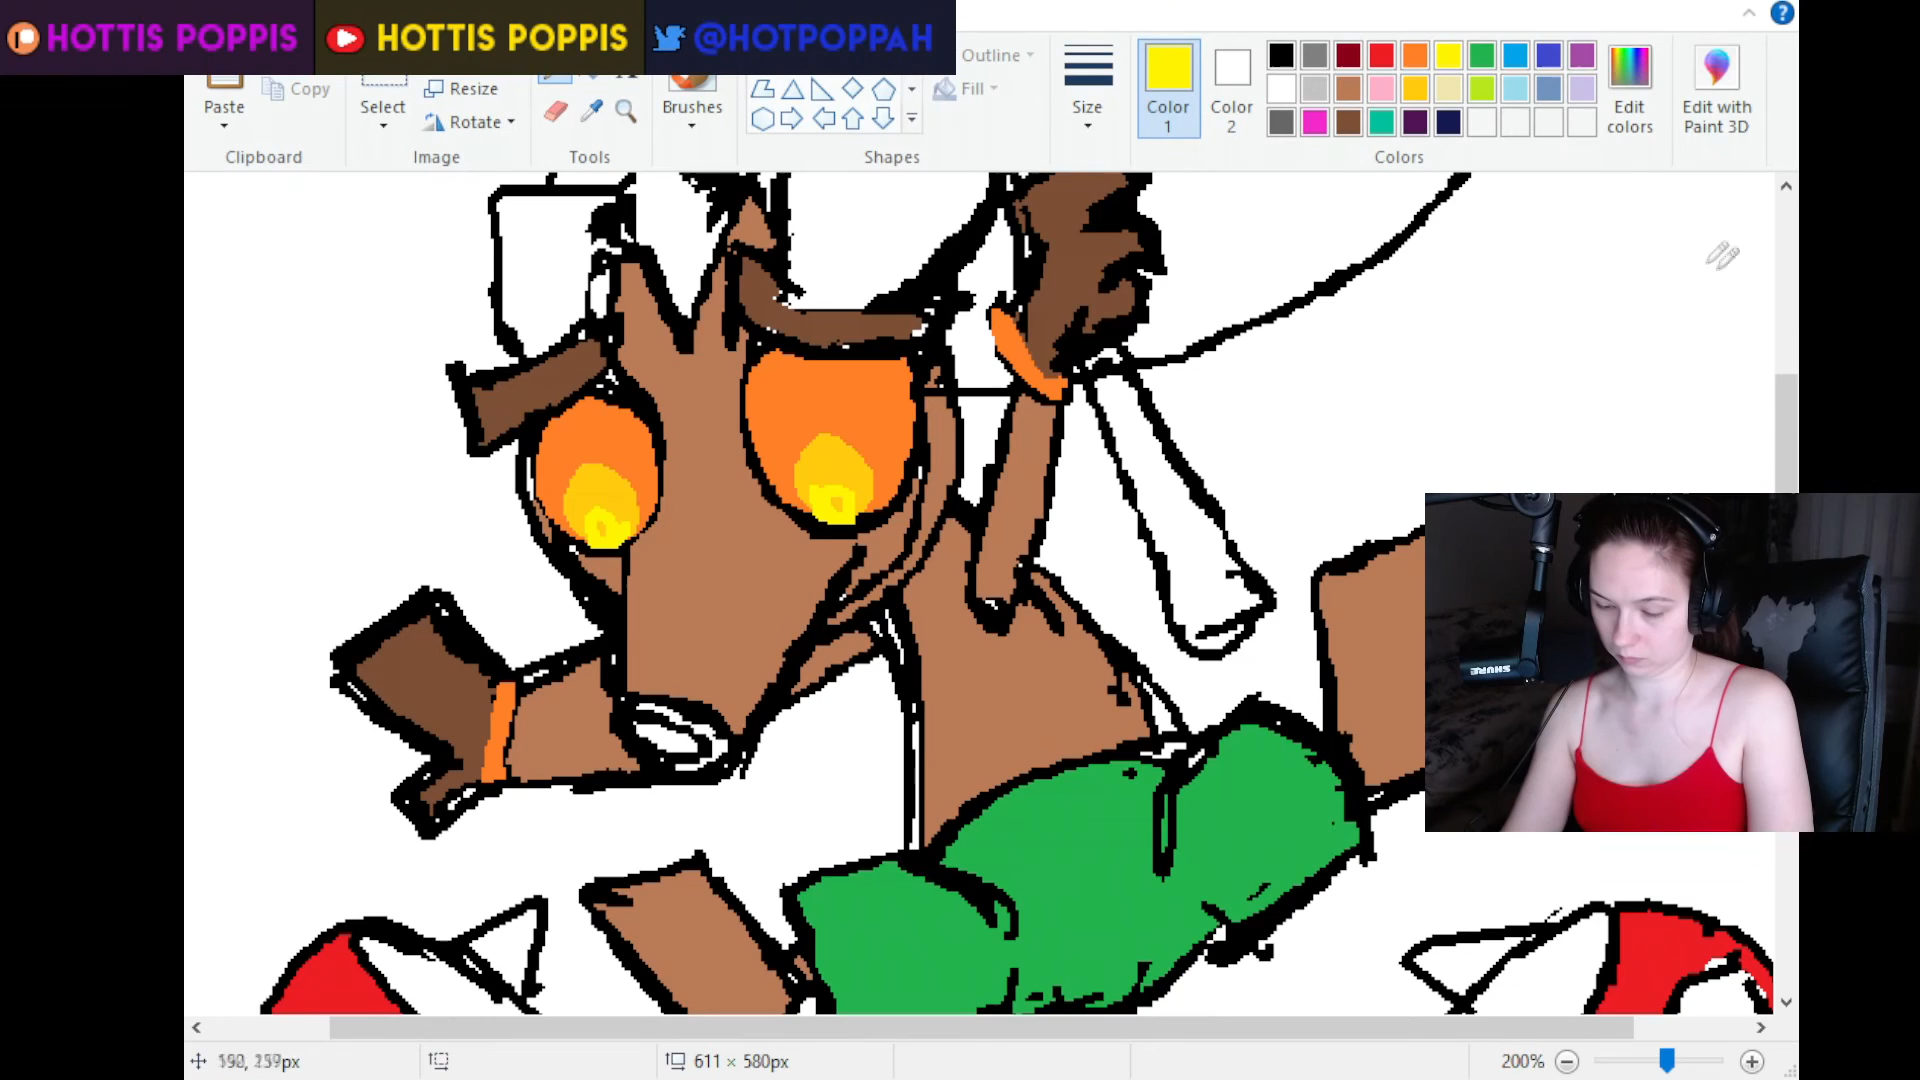 HOTTIS POPPIS
HOTTIS POPPIS
@HOTPOPPAH
Outline
Fill
Paste
Copy
Select
Resize
Rotate
Brushes
Size
Color 1
Color 2
Edit colors
Edit with Paint 3D
Clipboard
Image
Tools
Shapes
Colors
SHURE
611 × 580px
200%